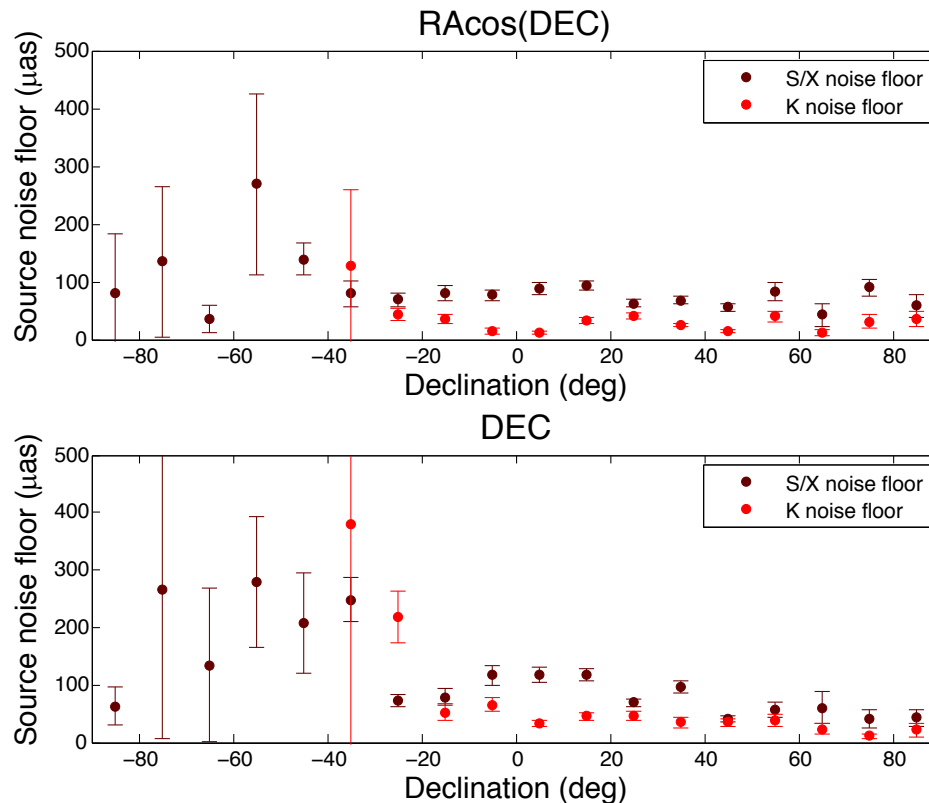 RAcos(DEC)
Source noise floor (μas)
500
400
300
200
100
0
S/X noise floor
K noise floor
−80 −60 −40 −20 0 20 40 60 80
Declination (deg)
DEC
Source noise floor (μas)
500
400
300
200
100
0
S/X noise floor
K noise floor
−80 −60 −40 −20 0 20 40 60 80
Declination (deg)